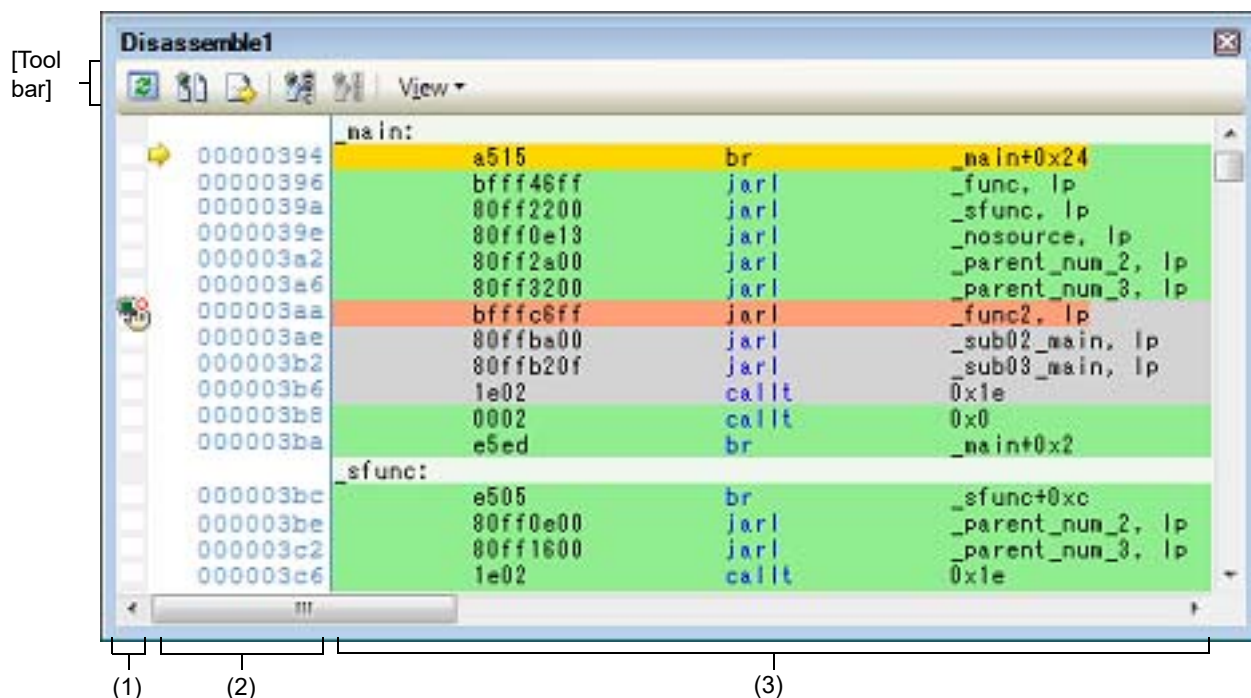 Disassemble1
[Tool bar]
View
_main:
00000394 a515 br _main+0x24
00000396 bfff46ff jarl _func, lp
0000039a 80ff2200 jarl _sfunc, lp
0000039e 80ff0e13 jarl _nosource, lp
000003a2 80ff2a00 jarl _parent_num_2, lp
000003a6 80ff3200 jarl _parent_num_3, lp
000003aa bfffc6ff jarl _func2, lp
000003ae 80ffba00 jarl _sub02_main, lp
000003b2 80ffb20f jarl _sub03_main, lp
000003b6 1e02 callt 0x1e
000003b8 0002 callt 0x0
000003ba e5ed br _main+0x2
_sfunc:
000003bc e505 br _sfunc+0xc
000003be 80ff0e00 jarl _parent_num_2, lp
000003c2 80ff1600 jarl _parent_num_3, lp
000003c6 1e02 callt 0x1e
(1) (2) (3)